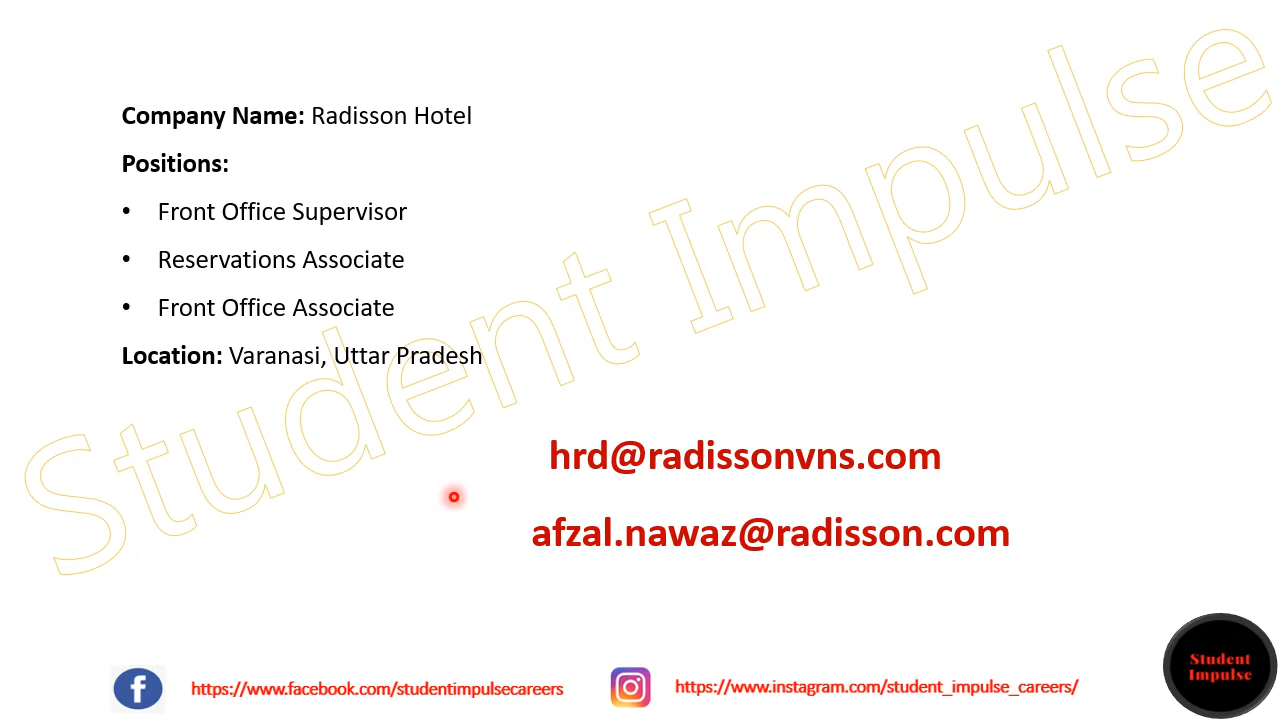 Company Name: Radisson Hotel
Positions:
• Front Office Supervisor
• Reservations Associate
• Front Office Associate
Location: Varanasi, Uttar Pradesh
Student Impulse
hrd@radissonvns.com
afzal.nawaz@radisson.com
https://www.facebook.com/studentimpulsecareers
https://www.instagram.com/student_impulse_careers/
Student
Impulse